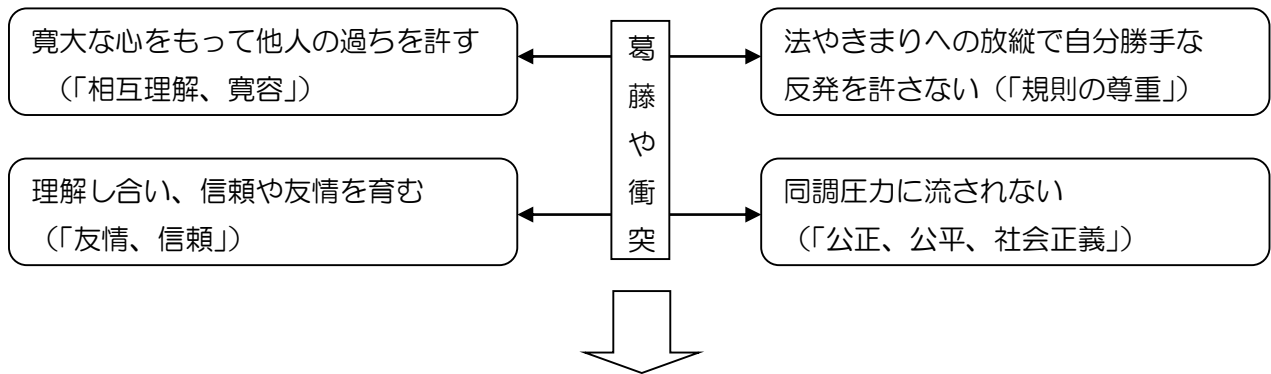 寛大な心をもって他人の過ちを許す
（「相互理解、寛容」）
葛藤や衝突
法やきまりへの放縦で自分勝手な
反発を許さない（「規則の尊重」）
理解し合い、信頼や友情を育む
（「友情、信頼」）
同調圧力に流されない
（「公正、公平、社会正義」）